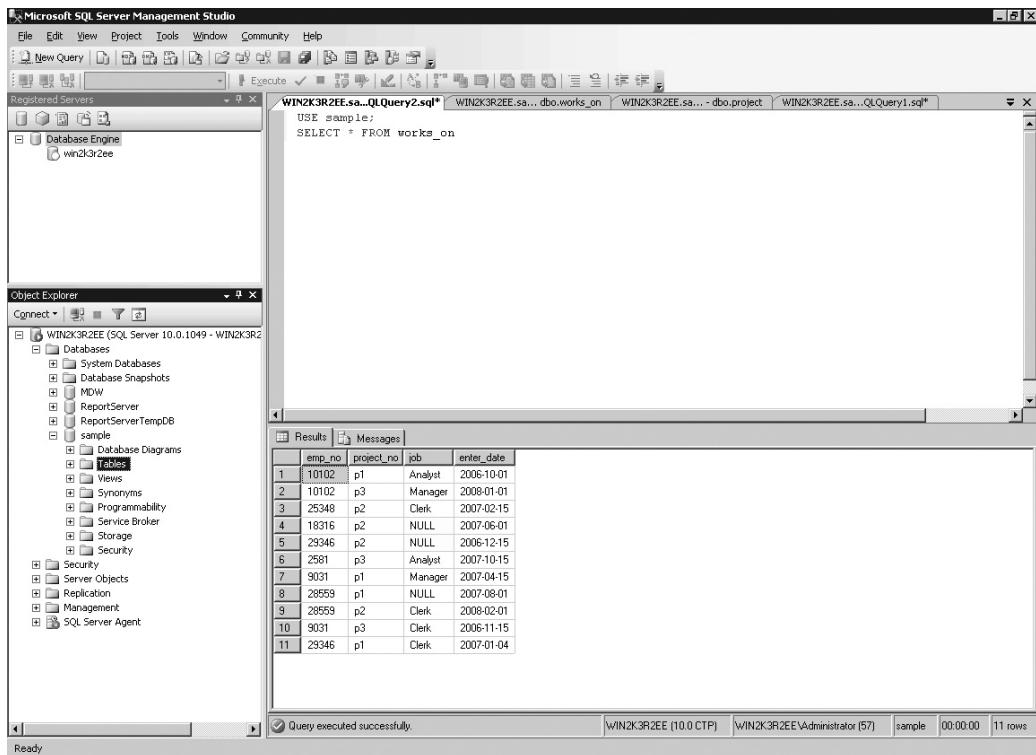 Microsoft SQL Server Management Studio
File Edit View Project Tools Window Community Help
New Query
Execute
Registered Servers
Database Engine
win2k3r2ee
Object Explorer
Connect
WIN2K3R2EE (SQL Server 10.0.1049 - WIN2K3R2
Databases
System Databases
Database Snapshots
MDW
ReportServer
ReportServerTempDB
sample
Database Diagrams
Tables
Views
Synonyms
Programmability
Service Broker
Storage
Security
Security
Server Objects
Replication
Management
SQL Server Agent
WIN2K3R2EE.sa...QLQuery2.sql* WIN2K3R2EE.sa... dbo.works_on WIN2K3R2EE.sa... - dbo.project WIN2K3R2EE.sa...QLQuery1.sql*
USE sample;
SELECT * FROM works_on
Results Messages
emp_no project_no job enter_date
1 10102 p1 Analyst 2006-10-01
2 10102 p3 Manager 2008-01-01
3 25348 p2 Clerk 2007-02-15
4 18316 p2 NULL 2007-06-01
5 29346 p2 NULL 2006-12-15
6 2581 p3 Analyst 2007-10-15
7 9031 p1 Manager 2007-04-15
8 28559 p1 NULL 2007-08-01
9 28559 p2 Clerk 2008-02-01
10 9031 p3 Clerk 2006-11-15
11 29346 p1 Clerk 2007-01-04
Query executed successfully. WIN2K3R2EE (10.0 CTP) WIN2K3R2EE\Administrator (57) sample 00:00:00 11 rows
Ready